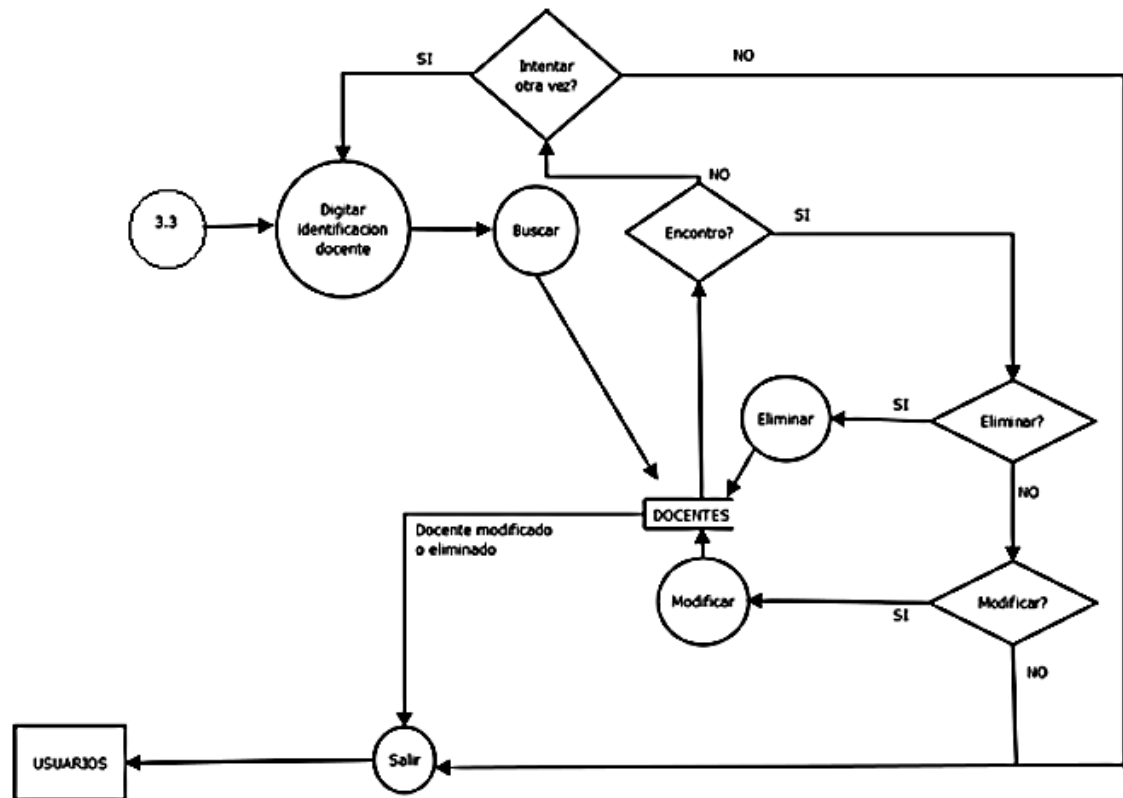 SI
Intentar
otra vez?
NO
3.3
Digitar
identificacion
docente
Buscar
NO
Encontro?
SI
Eliminar
SI
Eliminar?
NO
DOCENTES
Docente modificado
o eliminado
Modificar
SI
Modificar?
NO
USUARIOS
Salir